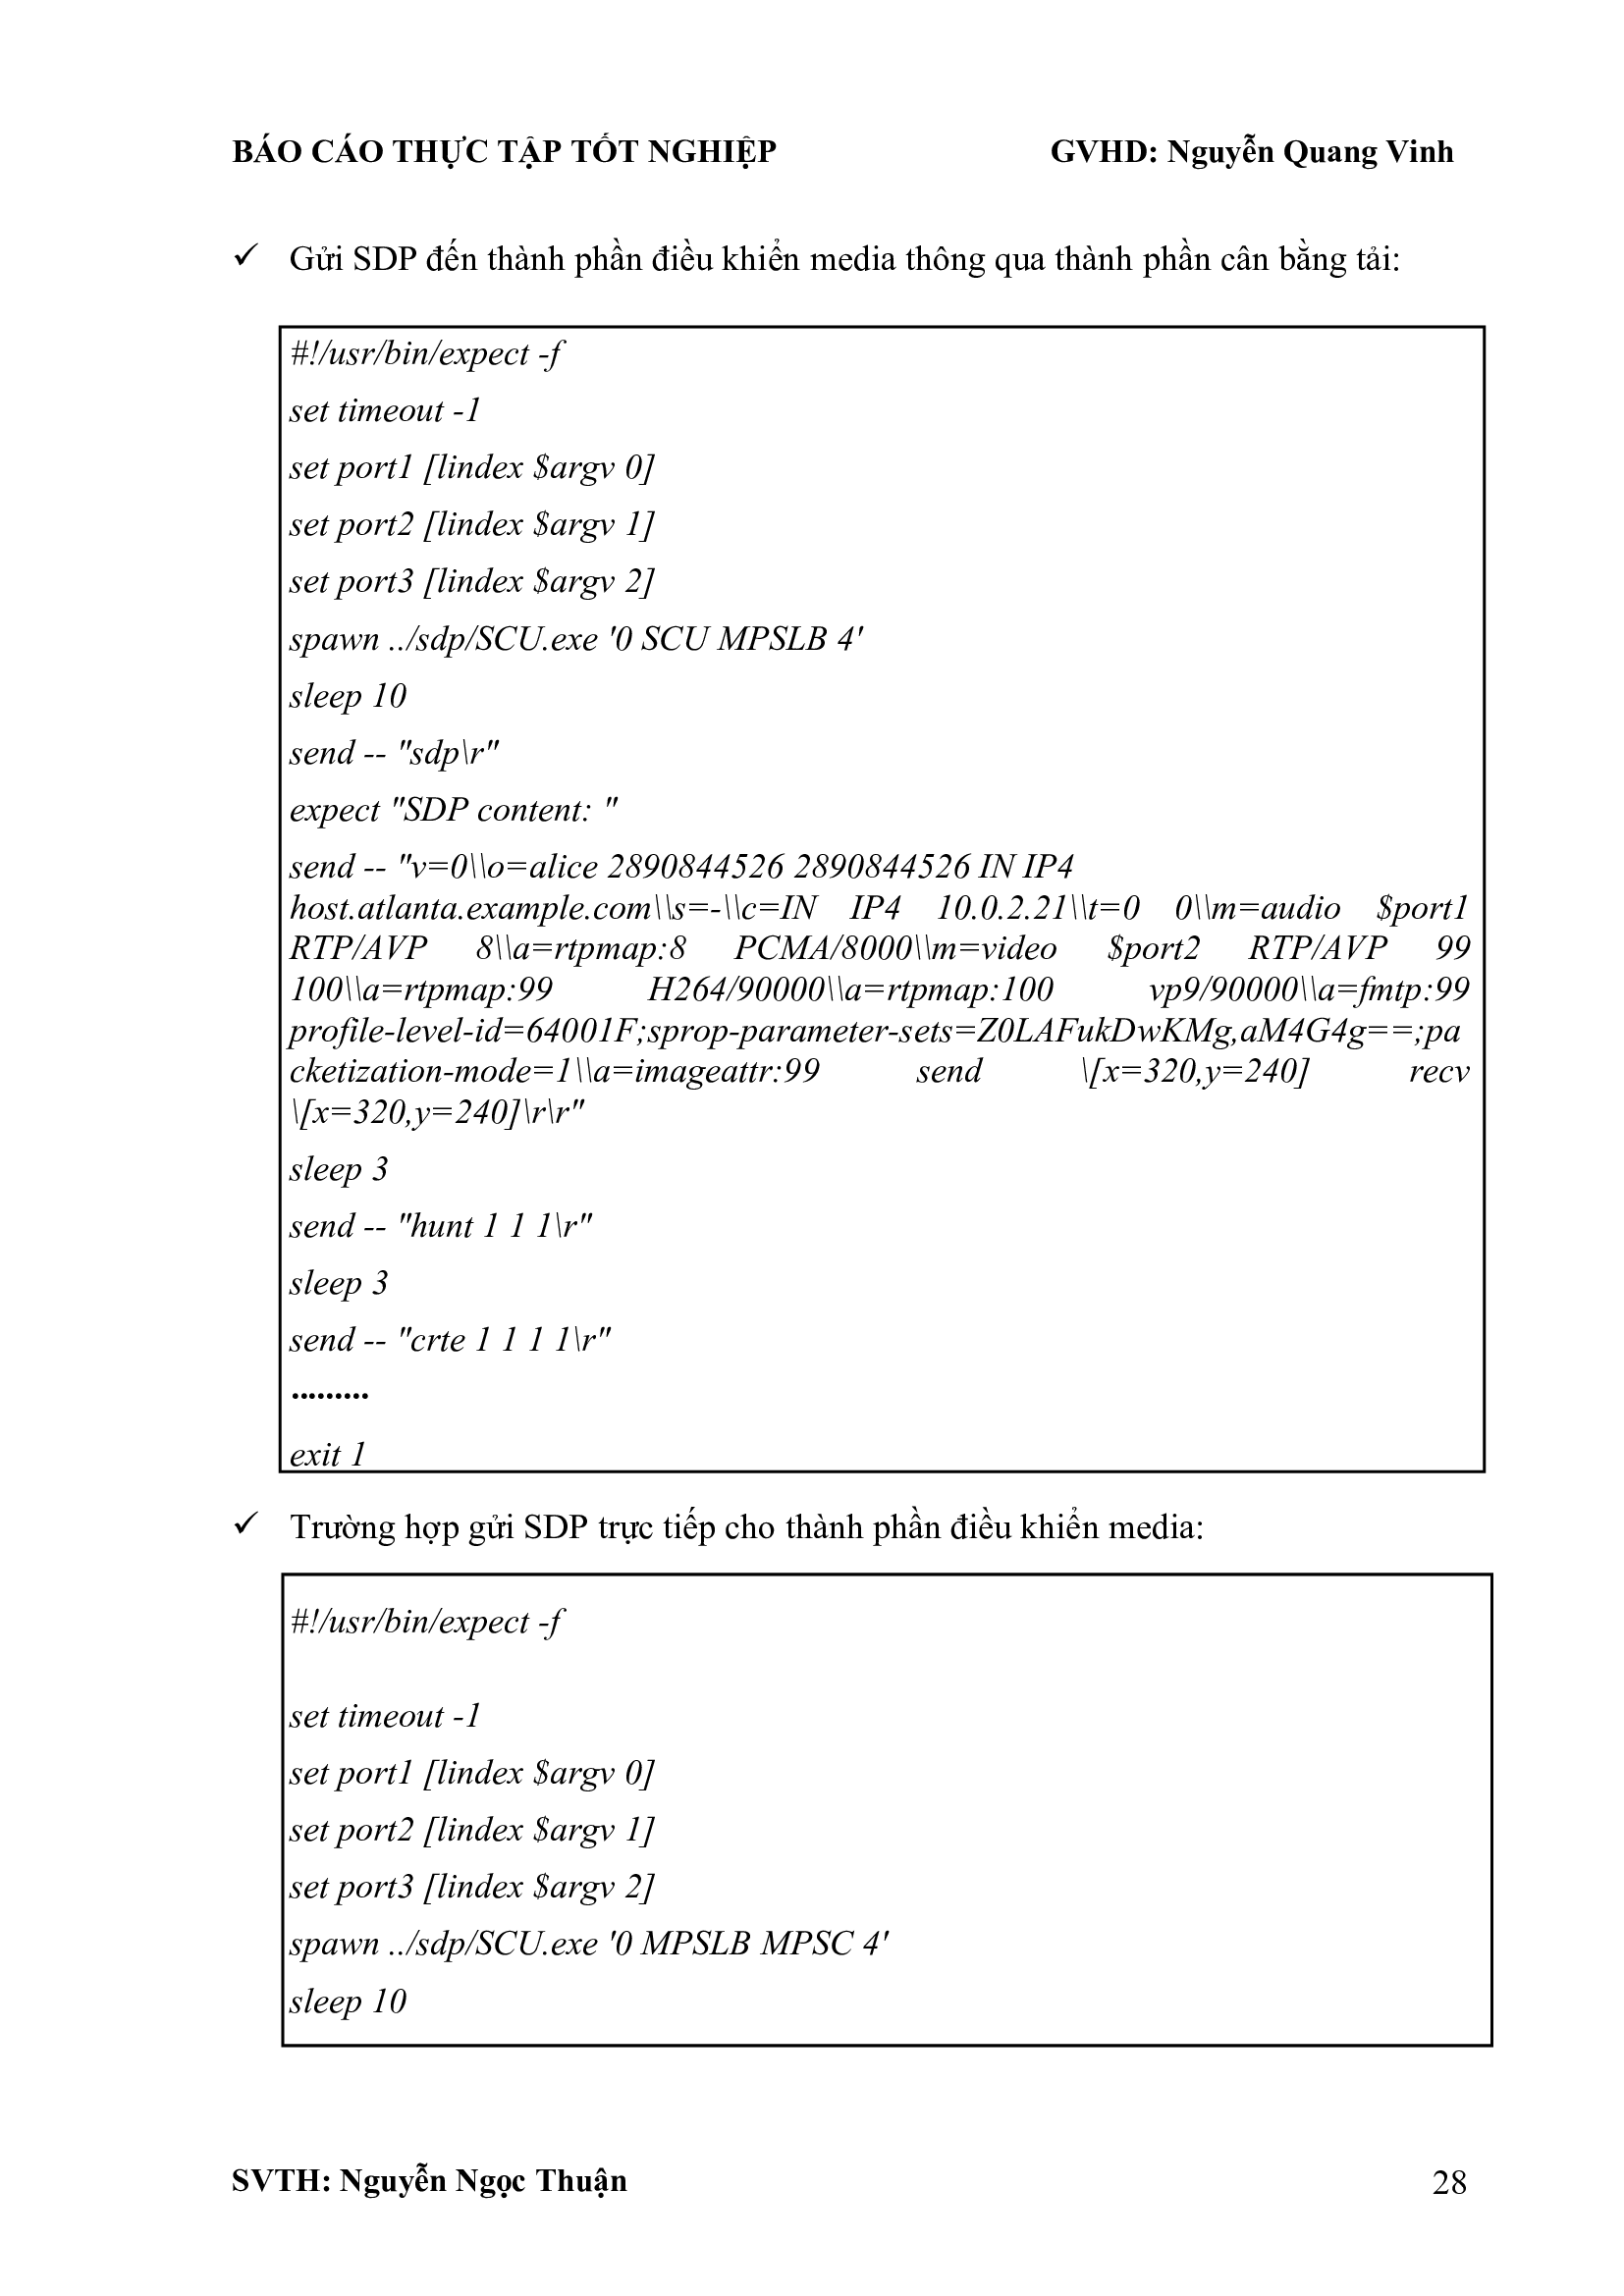 BÁO CÁO THỰC TẬP TỐT NGHIỆP GVHD: Nguyễn Quang Vinh
✓ Gửi SDP đến thành phần điều khiển media thông qua thành phần cân bằng tải:
#!/usr/bin/expect -f
set timeout -1
set port1 [lindex $argv 0]
set port2 [lindex $argv 1]
set port3 [lindex $argv 2]
spawn ../sdp/SCU.exe '0 SCU MPSLB 4'
sleep 10
send -- "sdp\r"
expect "SDP content: "
send -- "v=0\\o=alice 2890844526 2890844526 IN IP4
host.atlanta.example.com\\s=-\\c=IN IP4 10.0.2.21\\t=0 0\\m=audio $port1
RTP/AVP 8\\a=rtpmap:8 PCMA/8000\\m=video $port2 RTP/AVP 99
100\\a=rtpmap:99 H264/90000\\a=rtpmap:100 vp9/90000\\a=fmtp:99
profile-level-id=64001F;sprop-parameter-sets=Z0LAFukDwKMg,aM4G4g==;pa
cketization-mode=1\\a=imageattr:99 send \[x=320,y=240] recv
\[x=320,y=240]\r\r"
sleep 3
send -- "hunt 1 1 1\r"
sleep 3
send -- "crte 1 1 1 1\r"
.........
exit 1
✓ Trường hợp gửi SDP trực tiếp cho thành phần điều khiển media:
#!/usr/bin/expect -f
set timeout -1
set port1 [lindex $argv 0]
set port2 [lindex $argv 1]
set port3 [lindex $argv 2]
spawn ../sdp/SCU.exe '0 MPSLB MPSC 4'
sleep 10
SVTH: Nguyễn Ngọc Thuận 28